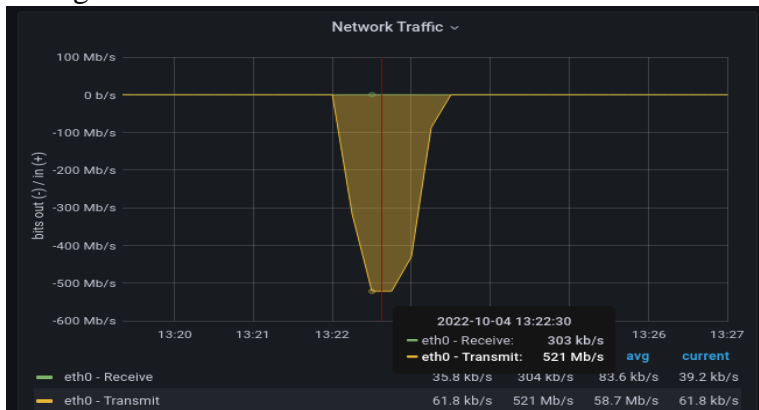 Network Traffic
100 Mb/s
0 b/s
-100 Mb/s
-200 Mb/s
-300 Mb/s
-400 Mb/s
-500 Mb/s
-600 Mb/s
bits out (-) / in (+)
13:20 13:21 13:22 13:26 13:27
2022-10-04 13:22:30
eth0 - Receive: 303 kb/s
eth0 - Transmit: 521 Mb/s
avg current
eth0 - Receive 35.8 kb/s 304 kb/s 83.6 kb/s 39.2 kb/s
eth0 - Transmit 61.8 kb/s 521 Mb/s 58.7 Mb/s 61.8 kb/s